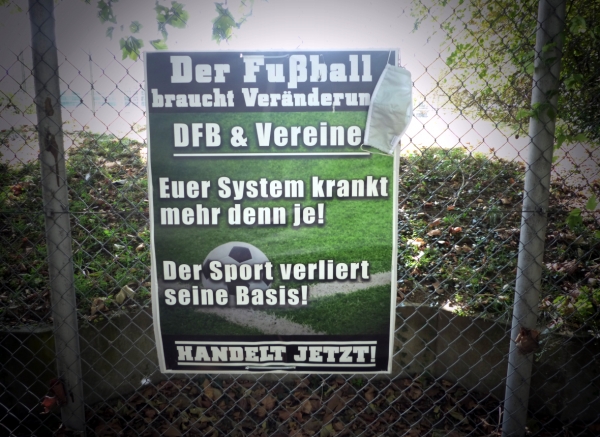 Der Fußball
braucht Veränderun
DFB & Vereine
Euer System krankt
mehr denn je!
Der Sport verliert
seine Basis!
HANDELT JETZT!